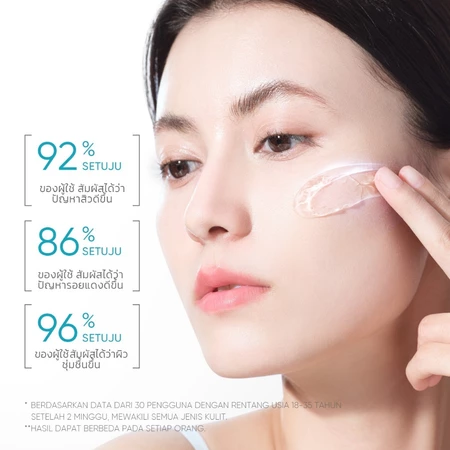 92 %
SETUJU
ของผู้ใช้ สัมผัสได้ว่า
ปัญหาสิวดีขึ้น
86 %
SETUJU
ของผู้ใช้ สัมผัสได้ว่า
ปัญหารอยแดงดีขึ้น
96 %
SETUJU
ของผู้ใช้สัมผัสได้ว่าผิว
ชุ่มชื้นขึ้น
* BERDASARKAN DATA DARI 30 PENGGUNA DENGAN RENTANG USIA 18-35 TAHUN
SETELAH 2 MINGGU, MEWAKILI SEMUA JENIS KULIT.
**HASIL DAPAT BERBEDA PADA SETIAP ORANG.